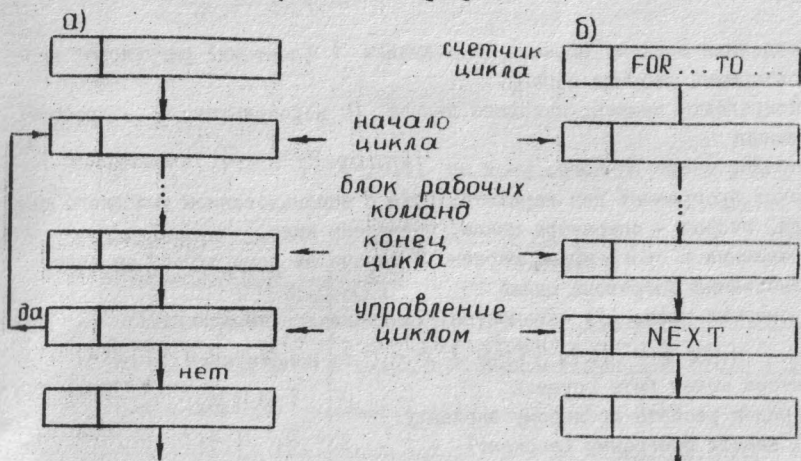 а)
б)
счетчик
цикла
FOR...TO...
начало
цикла
блок рабочих
команд
конец
цикла
да
управление
циклом
NEXT
нет